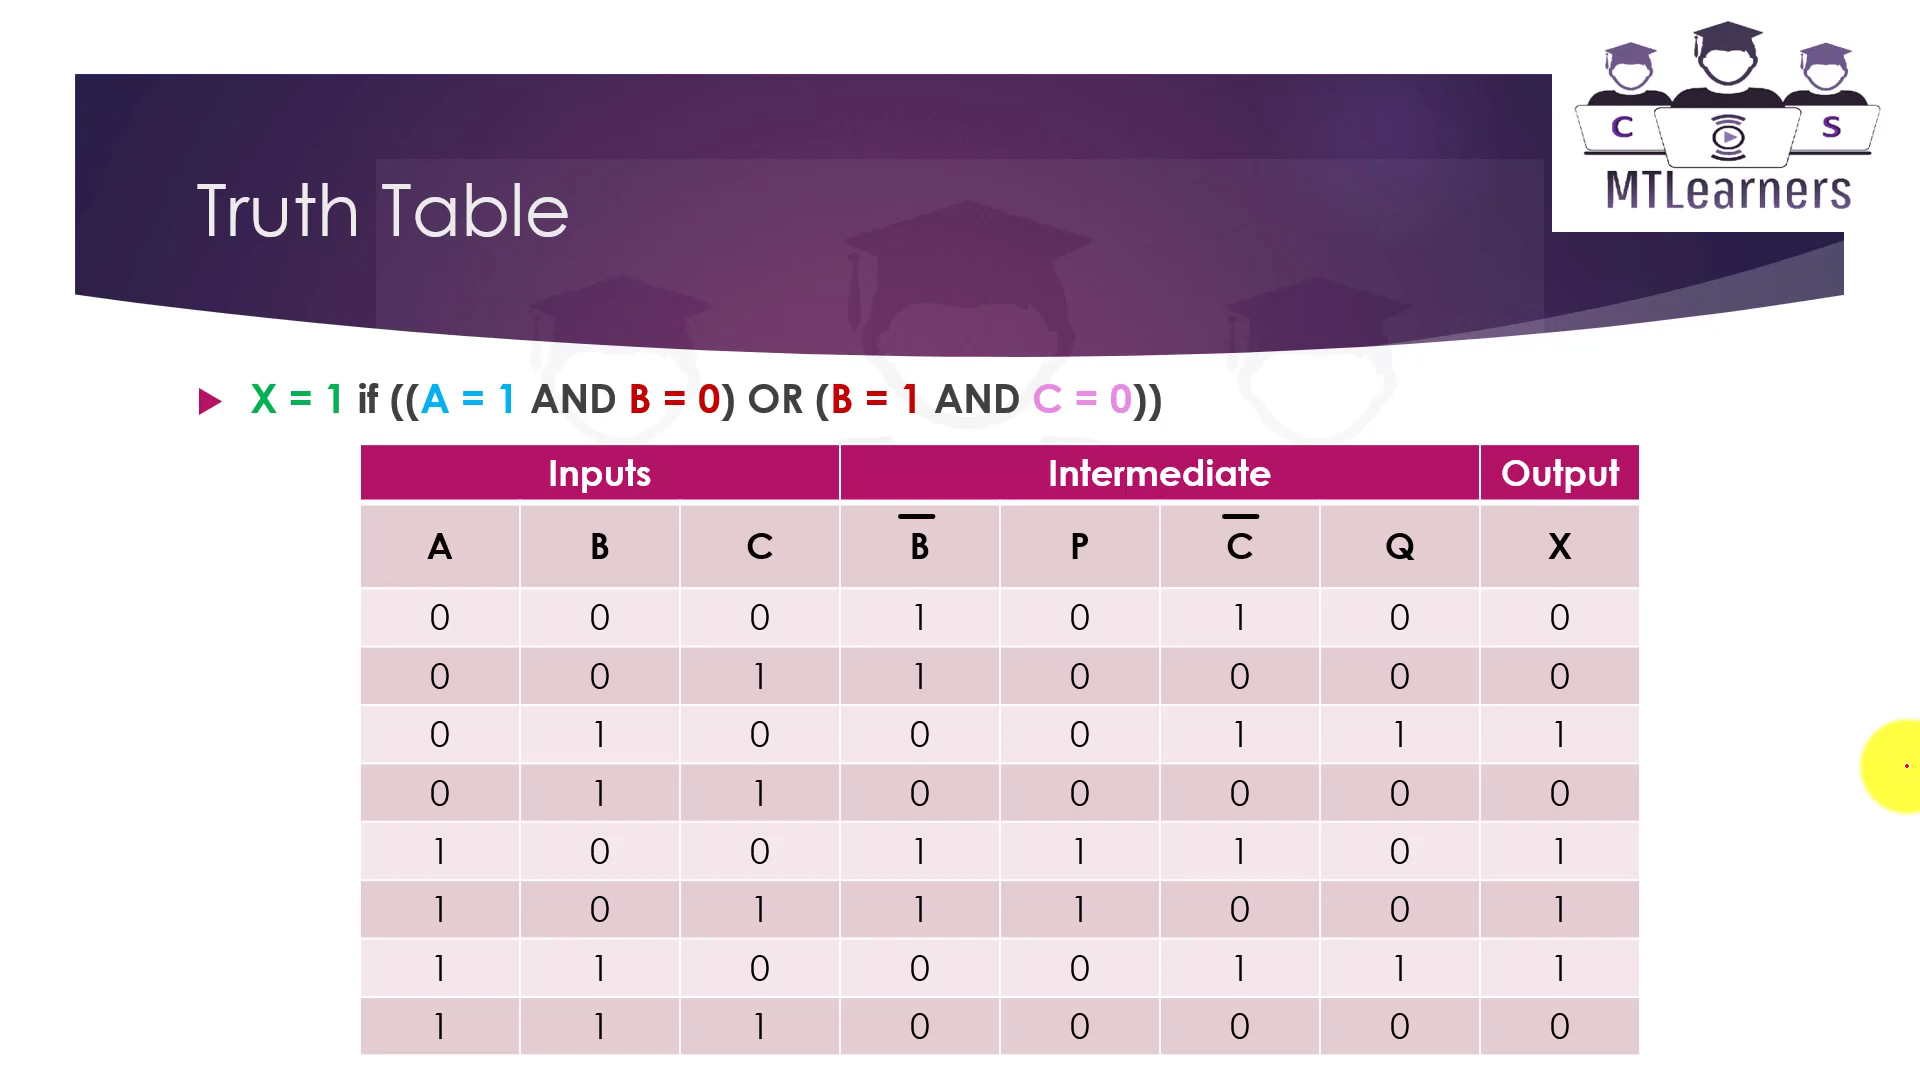 C S
MTLearners
Truth Table
X = 1 if ((A = 1 AND B = 0) OR (B = 1 AND C = 0))
Inputs Intermediate Output
A B C B̅ P C̅ Q X
0 0 0 1 0 1 0 0
0 0 1 1 0 0 0 0
0 1 0 0 0 1 1 1
0 1 1 0 0 0 0 0
1 0 0 1 1 1 0 1
1 0 1 1 1 0 0 1
1 1 0 0 0 1 1 1
1 1 1 0 0 0 0 0